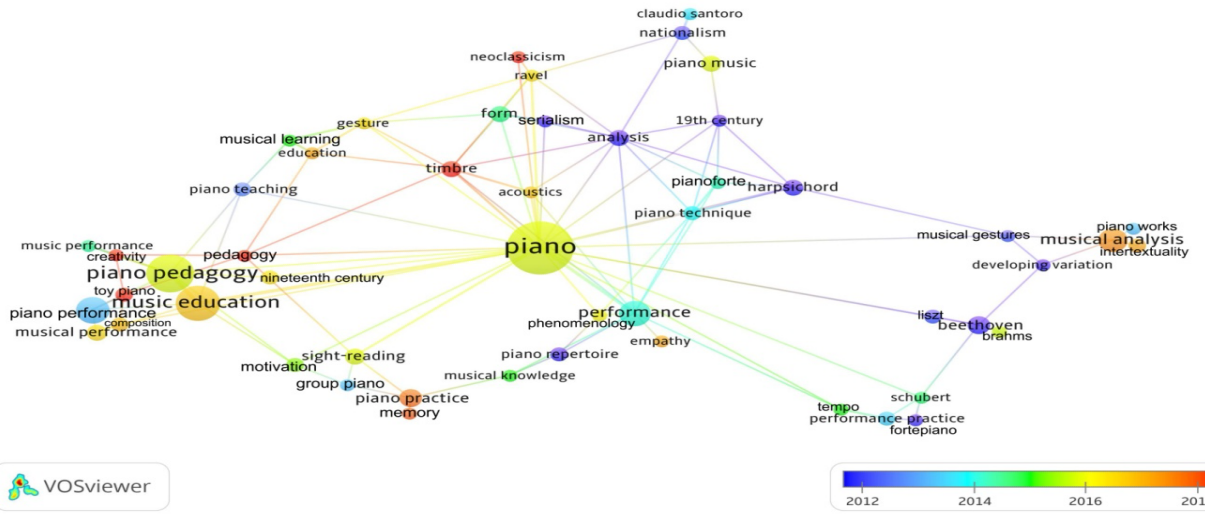 claudio santoro
nationalism
neoclassicism
piano music
ravel
form
serialism
19th century
gesture
analysis
musical learning
education
timbre
pianoforte
piano teaching
acoustics
harpsichord
piano technique
piano works
music performance
creativity
pedagogy
piano
musical gestures
musical analysis
intertextuality
piano pedagogy
nineteenth century
developing variation
toy piano
music education
piano performance
composition
musical performance
performance
phenomenology
liszt
beethoven
brahms
empathy
sight-reading
motivation
piano repertoire
group piano
musical knowledge
piano practice
memory
schubert
tempo
performance practice
fortepiano
VOSviewer
2012 2014 2016 201